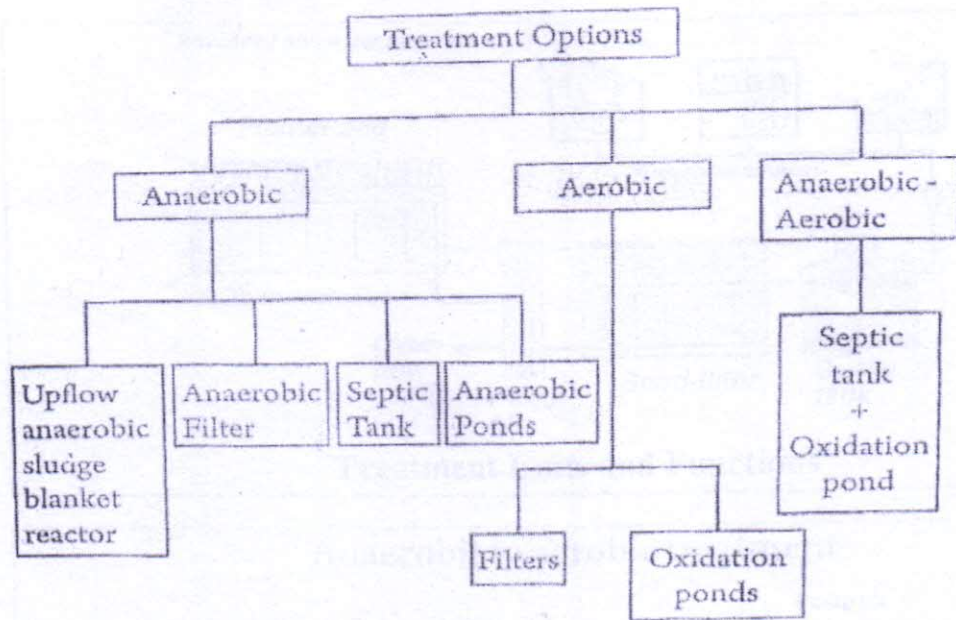 Treatment Options
Anaerobic
Aerobic
Anaerobic -
Aerobic
Upflow
anaerobic
sludge
blanket
reactor
Anaerobic
Filter
Septic
Tank
Anaerobic
Ponds
Septic
tank
+
Oxidation
pond
Filters
Oxidation
ponds